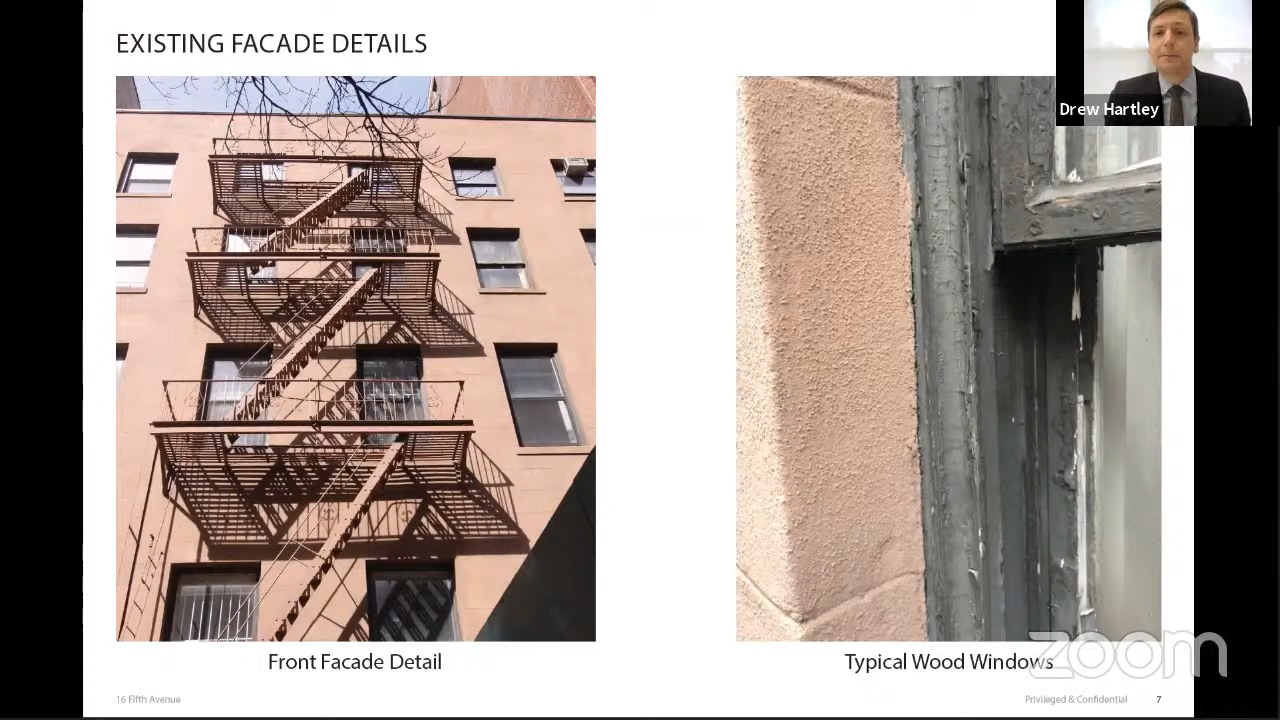 EXISTING FACADE DETAILS
Drew Hartley
Front Facade Detail
Typical Wood Windows
zoom
16 Fifth Avenue
Privileged & Confidential 7